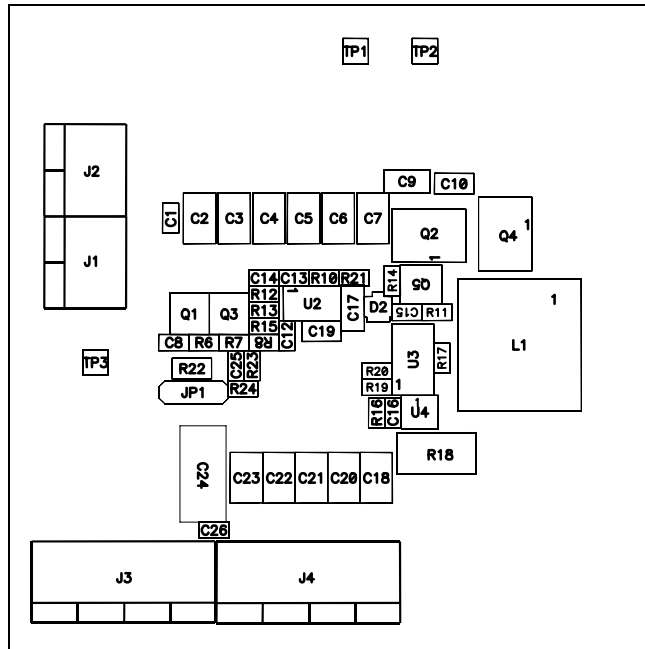 TP1 TP2
J2
C9 C10
C1 C2 C3 C4 C5 C6 C7
Q2 1
Q4 1
J1
C14 C13 R10 R21
R14 Q5
R12 1 U2 C17 D2
R13
C15 R11
Q1 Q3
R15 C12 C19
1
L1
C8 R6 R7 R8
U3 1
R17
TP3
R22 C25 R23
R20
R19
JP1 R24
R16 C16 U4 1
C24
C23 C22 C21 C20 C18
R18
C26
J3 J4